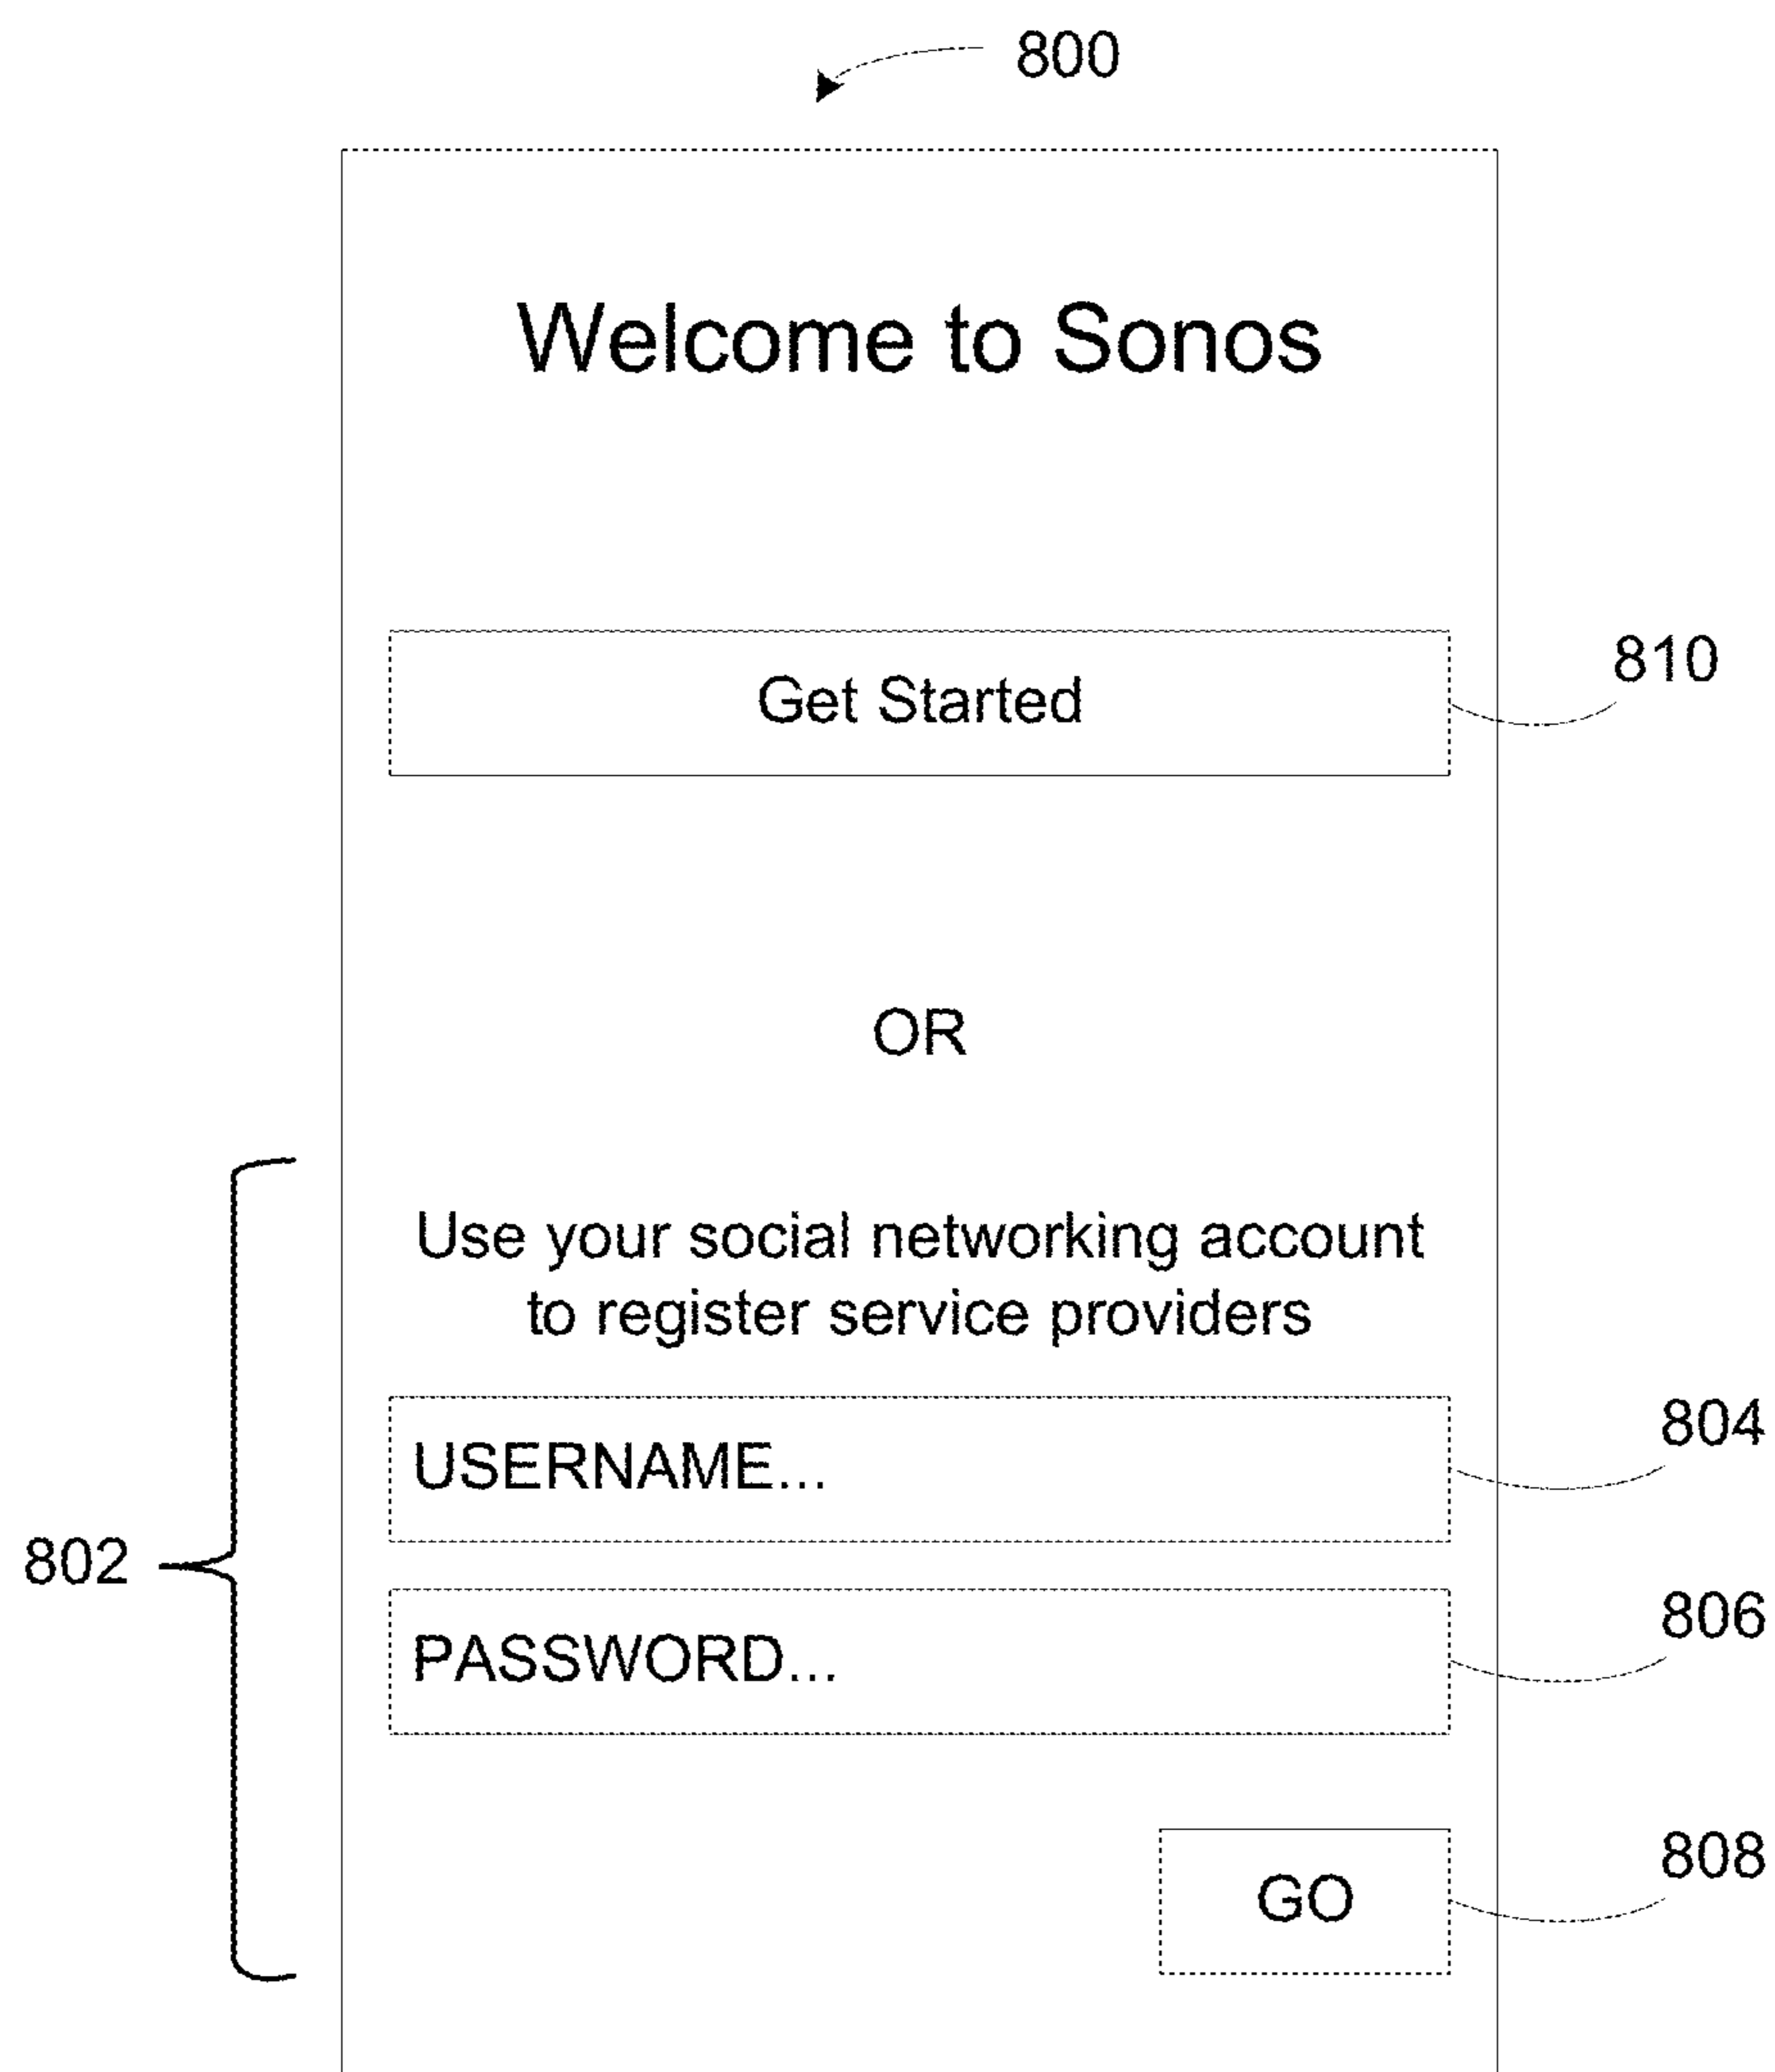 800
Welcome to Sonos
Get Started
810
OR
Use your social networking account
to register service providers
USERNAME...
804
802
PASSWORD...
806
GO
808